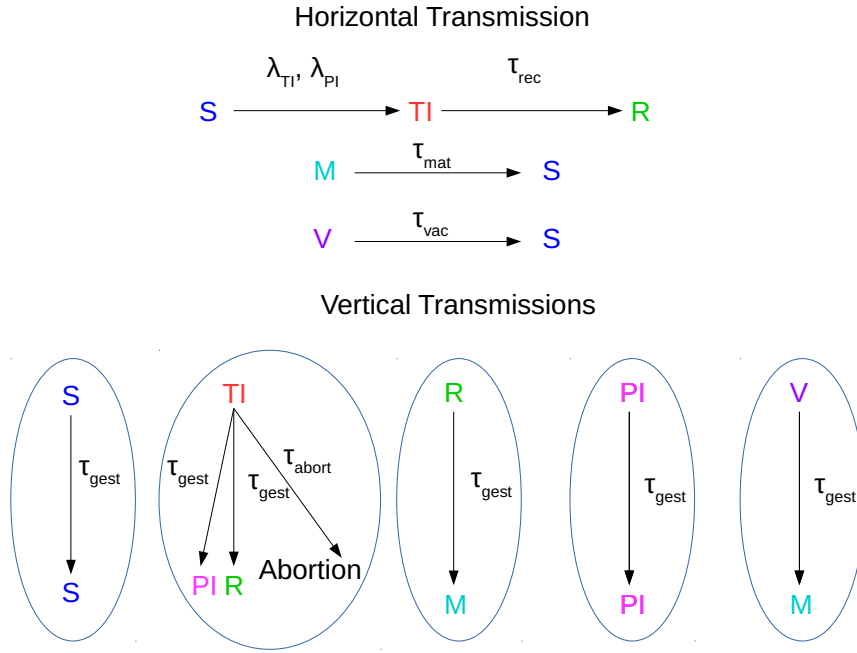 Horizontal Transmission
λTI, λPI
τrec
S
TI
R
M
τmat
S
V
τvac
S
Vertical Transmissions
S
TI
R
PI
V
τgest
τgest
τgest
τabort
τgest
τgest
τgest
S
PI
R
Abortion
M
PI
M